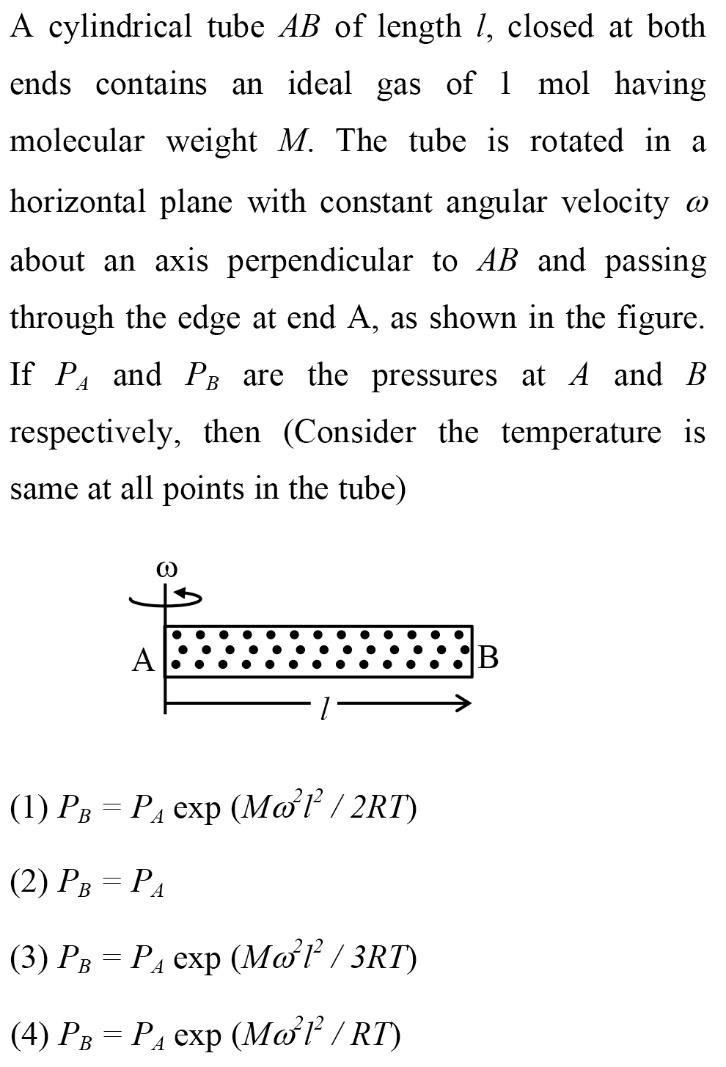 A cylindrical tube AB of length l, closed at both
ends contains an ideal gas of 1 mol having
molecular weight M. The tube is rotated in a
horizontal plane with constant angular velocity ω
about an axis perpendicular to AB and passing
through the edge at end A, as shown in the figure.
If P_A and P_B are the pressures at A and B
respectively, then (Consider the temperature is
same at all points in the tube)
ω
A B
l
(1) P_B = P_A exp (Mω²l² / 2RT)
(2) P_B = P_A
(3) P_B = P_A exp (Mω²l² / 3RT)
(4) P_B = P_A exp (Mω²l² / RT)